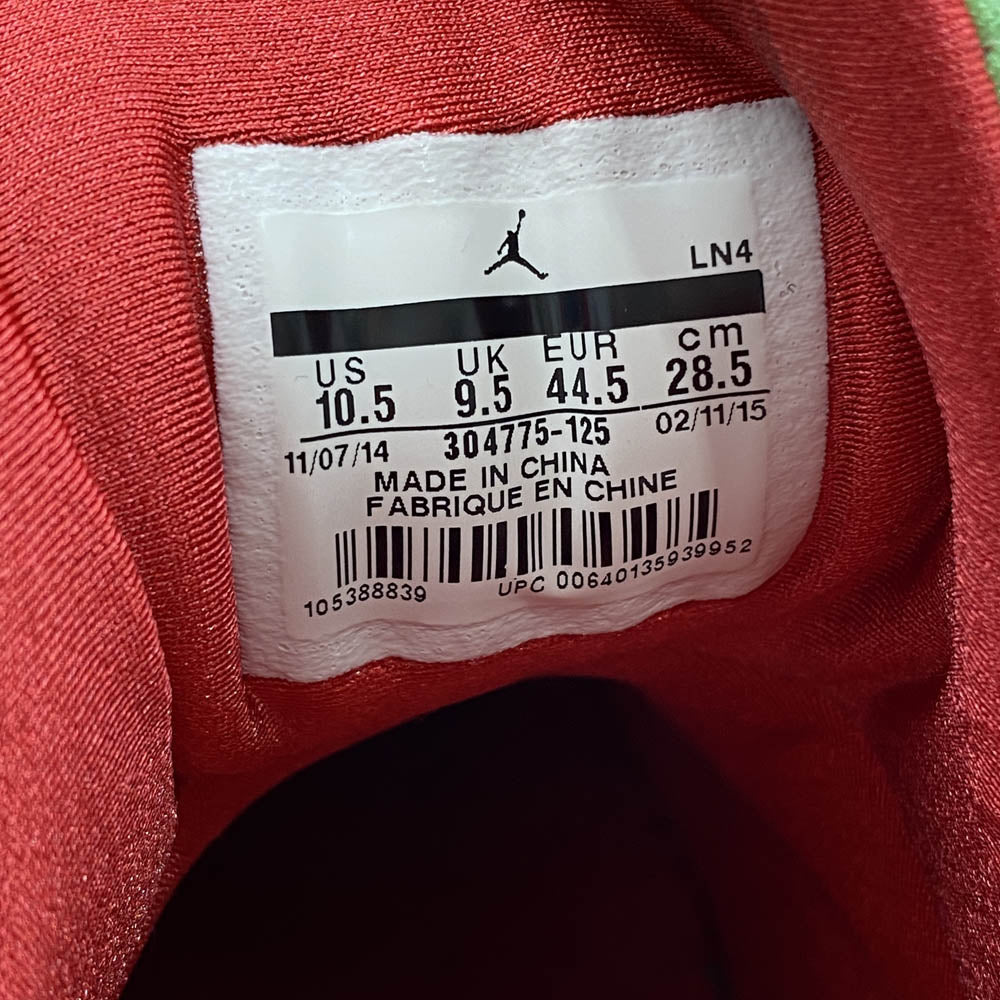 LN4
US UK EUR cm
10.5 9.5 44.5 28.5
11/07/14 304775-125 02/11/15
MADE IN CHINA
FABRIQUE EN CHINE
105388839 UPC 00640135939952